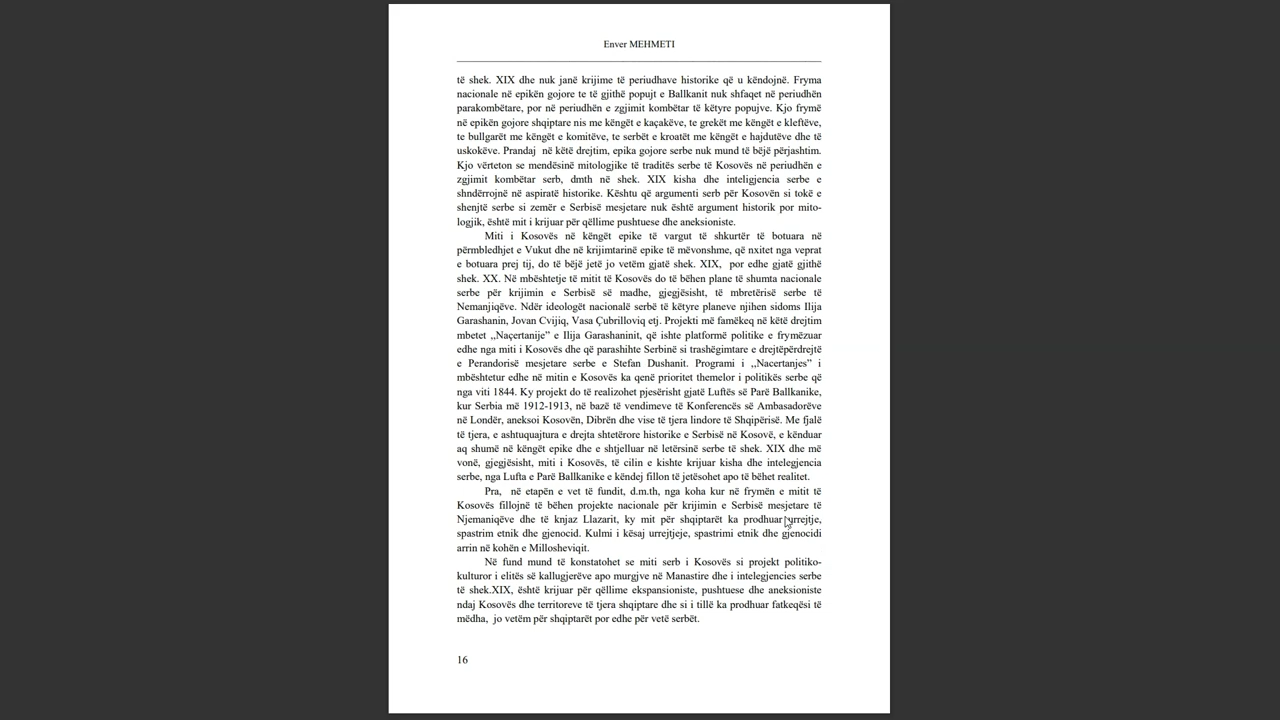 Enver MEHMETI
të shek. XIX dhe nuk janë krijime të periudhave historike që u këndojnë. Fryma
nacionale në epikën gojore te të gjithë popujt e Ballkanit nuk shfaqet në periudhën
parakombëtare, por në periudhën e zgjimit kombëtar të këtyre popujve. Kjo frymë
në epikën gojore shqiptare nis me këngët e kaçakëve, te grekët me këngët e kleftëve,
te bullgarët me këngët e komitëve, te serbët e kroatët me këngët e hajdutëve dhe të
uskokëve. Prandaj në këtë drejtim, epika gojore serbe nuk mund të bëjë përjashtim.
Kjo vërteton se mendësinë mitologjike të traditës serbe të Kosovës në periudhën e
zgjimit kombëtar serb, dmth në shek. XIX kisha dhe inteligjencia serbe e
shndërrojnë në aspiratë historike. Kështu që argumenti serb për Kosovën si tokë e
shenjtë serbe si zemër e Serbisë mesjetare nuk është argument historik por mito-
logjik, është mit i krijuar për qëllime pushtuese dhe aneksioniste.
Miti i Kosovës në këngët epike të vargut të shkurtër të botuara në
përmbledhjet e Vukut dhe në krijimtarinë epike të mëvonshme, që nxitet nga veprat
e botuara prej tij, do të bëjë jetë jo vetëm gjatë shek. XIX, por edhe gjatë gjithë
shek. XX. Në mbështetje të mitit të Kosovës do të bëhen plane të shumta nacionale
serbe për krijimin e Serbisë së madhe, gjegjësisht, të mbretërisë serbe të
Nemanjiqëve. Ndër ideologët nacionalë serbë të këtyre planeve njihen sidoms Ilija
Garashanin, Jovan Cvijiq, Vasa Çubrilloviq etj. Projekti më famëkeq në këtë drejtim
mbetet ,,Naçertanije” e Ilija Garashaninit, që ishte platformë politike e frymëzuar
edhe nga miti i Kosovës dhe që parashihte Serbinë si trashëgimtare e drejtëpërdrejtë
e Perandorisë mesjetare serbe e Stefan Dushanit. Programi i ,,Nacertanjes” i
mbështetur edhe në mitin e Kosovës ka qenë prioritet themelor i politikës serbe që
nga viti 1844. Ky projekt do të realizohet pjesërisht gjatë Luftës së Parë Ballkanike,
kur Serbia më 1912-1913, në bazë të vendimeve të Konferencës së Ambasadorëve
në Londër, aneksoi Kosovën, Dibrën dhe vise të tjera lindore të Shqipërisë. Me fjalë
të tjera, e ashtuquajtura e drejta shtetërore historike e Serbisë në Kosovë, e kënduar
aq shumë në këngët epike dhe e shtjelluar në letërsinë serbe të shek. XIX dhe më
vonë, gjegjësisht, miti i Kosovës, të cilin e kishte krijuar kisha dhe intelegjencia
serbe, nga Lufta e Parë Ballkanike e këndej fillon të jetësohet apo të bëhet realitet.
Pra, në etapën e vet të fundit, d.m.th, nga koha kur në frymën e mitit të
Kosovës fillojnë të bëhen projekte nacionale për krijimin e Serbisë mesjetare të
Njemaniqëve dhe të knjaz Llazarit, ky mit për shqiptarët ka prodhuar urrejtje,
spastrim etnik dhe gjenocid. Kulmi i kësaj urrejtjeje, spastrimi etnik dhe gjenocidi
arrin në kohën e Millosheviqit.
Në fund mund të konstatohet se miti serb i Kosovës si projekt politiko-
kulturor i elitës së kallugjerëve apo murgjve në Manastire dhe i intelegjencies serbe
të shek.XIX, është krijuar për qëllime ekspansioniste, pushtuese dhe aneksioniste
ndaj Kosovës dhe territoreve të tjera shqiptare dhe si i tillë ka prodhuar fatkeqësi të
mëdha, jo vetëm për shqiptarët por edhe për vetë serbët.
16